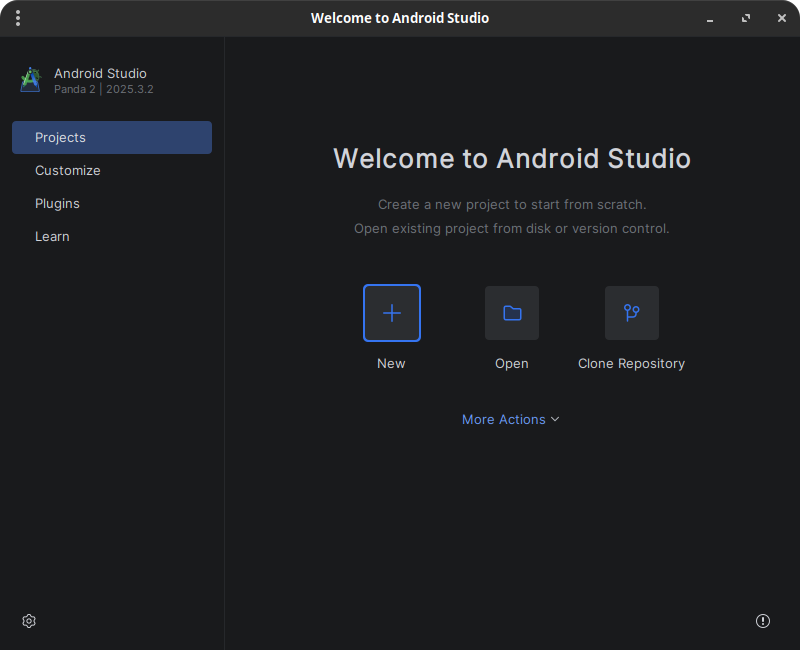 Welcome to Android Studio
Android Studio
Panda 2 | 2025.3.2
Projects
Customize
Plugins
Learn
Welcome to Android Studio
Create a new project to start from scratch.
Open existing project from disk or version control.
New
Open
Clone Repository
More Actions